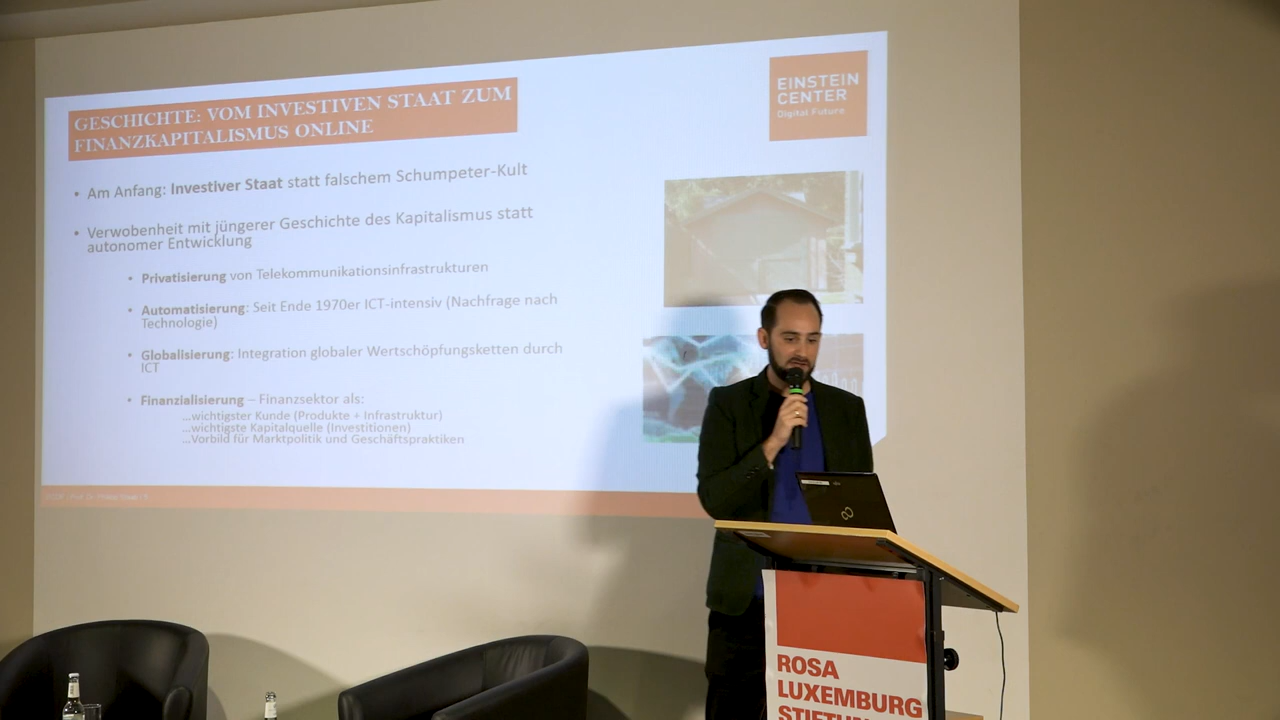 GESCHICHTE: VOM INVESTIVEN STAAT ZUM
FINANZKAPITALISMUS ONLINE
EINSTEIN
CENTER
Digital Future
• Am Anfang: Investiver Staat statt falschem Schumpeter-Kult
• Verwobenheit mit jüngerer Geschichte des Kapitalismus statt
autonomer Entwicklung
• Privatisierung von Telekommunikationsinfrastrukturen
• Automatisierung: Seit Ende 1970er ICT-intensiv (Nachfrage nach
Technologie)
• Globalisierung: Integration globaler Wertschöpfungsketten durch
ICT
• Finanzialisierung – Finanzsektor als:
...wichtigster Kunde (Produkte + Infrastruktur)
...wichtigste Kapitalquelle (Investitionen)
...Vorbild für Marktpolitik und Geschäftspraktiken
ROSA
LUXEMBURG
STIFTUNG